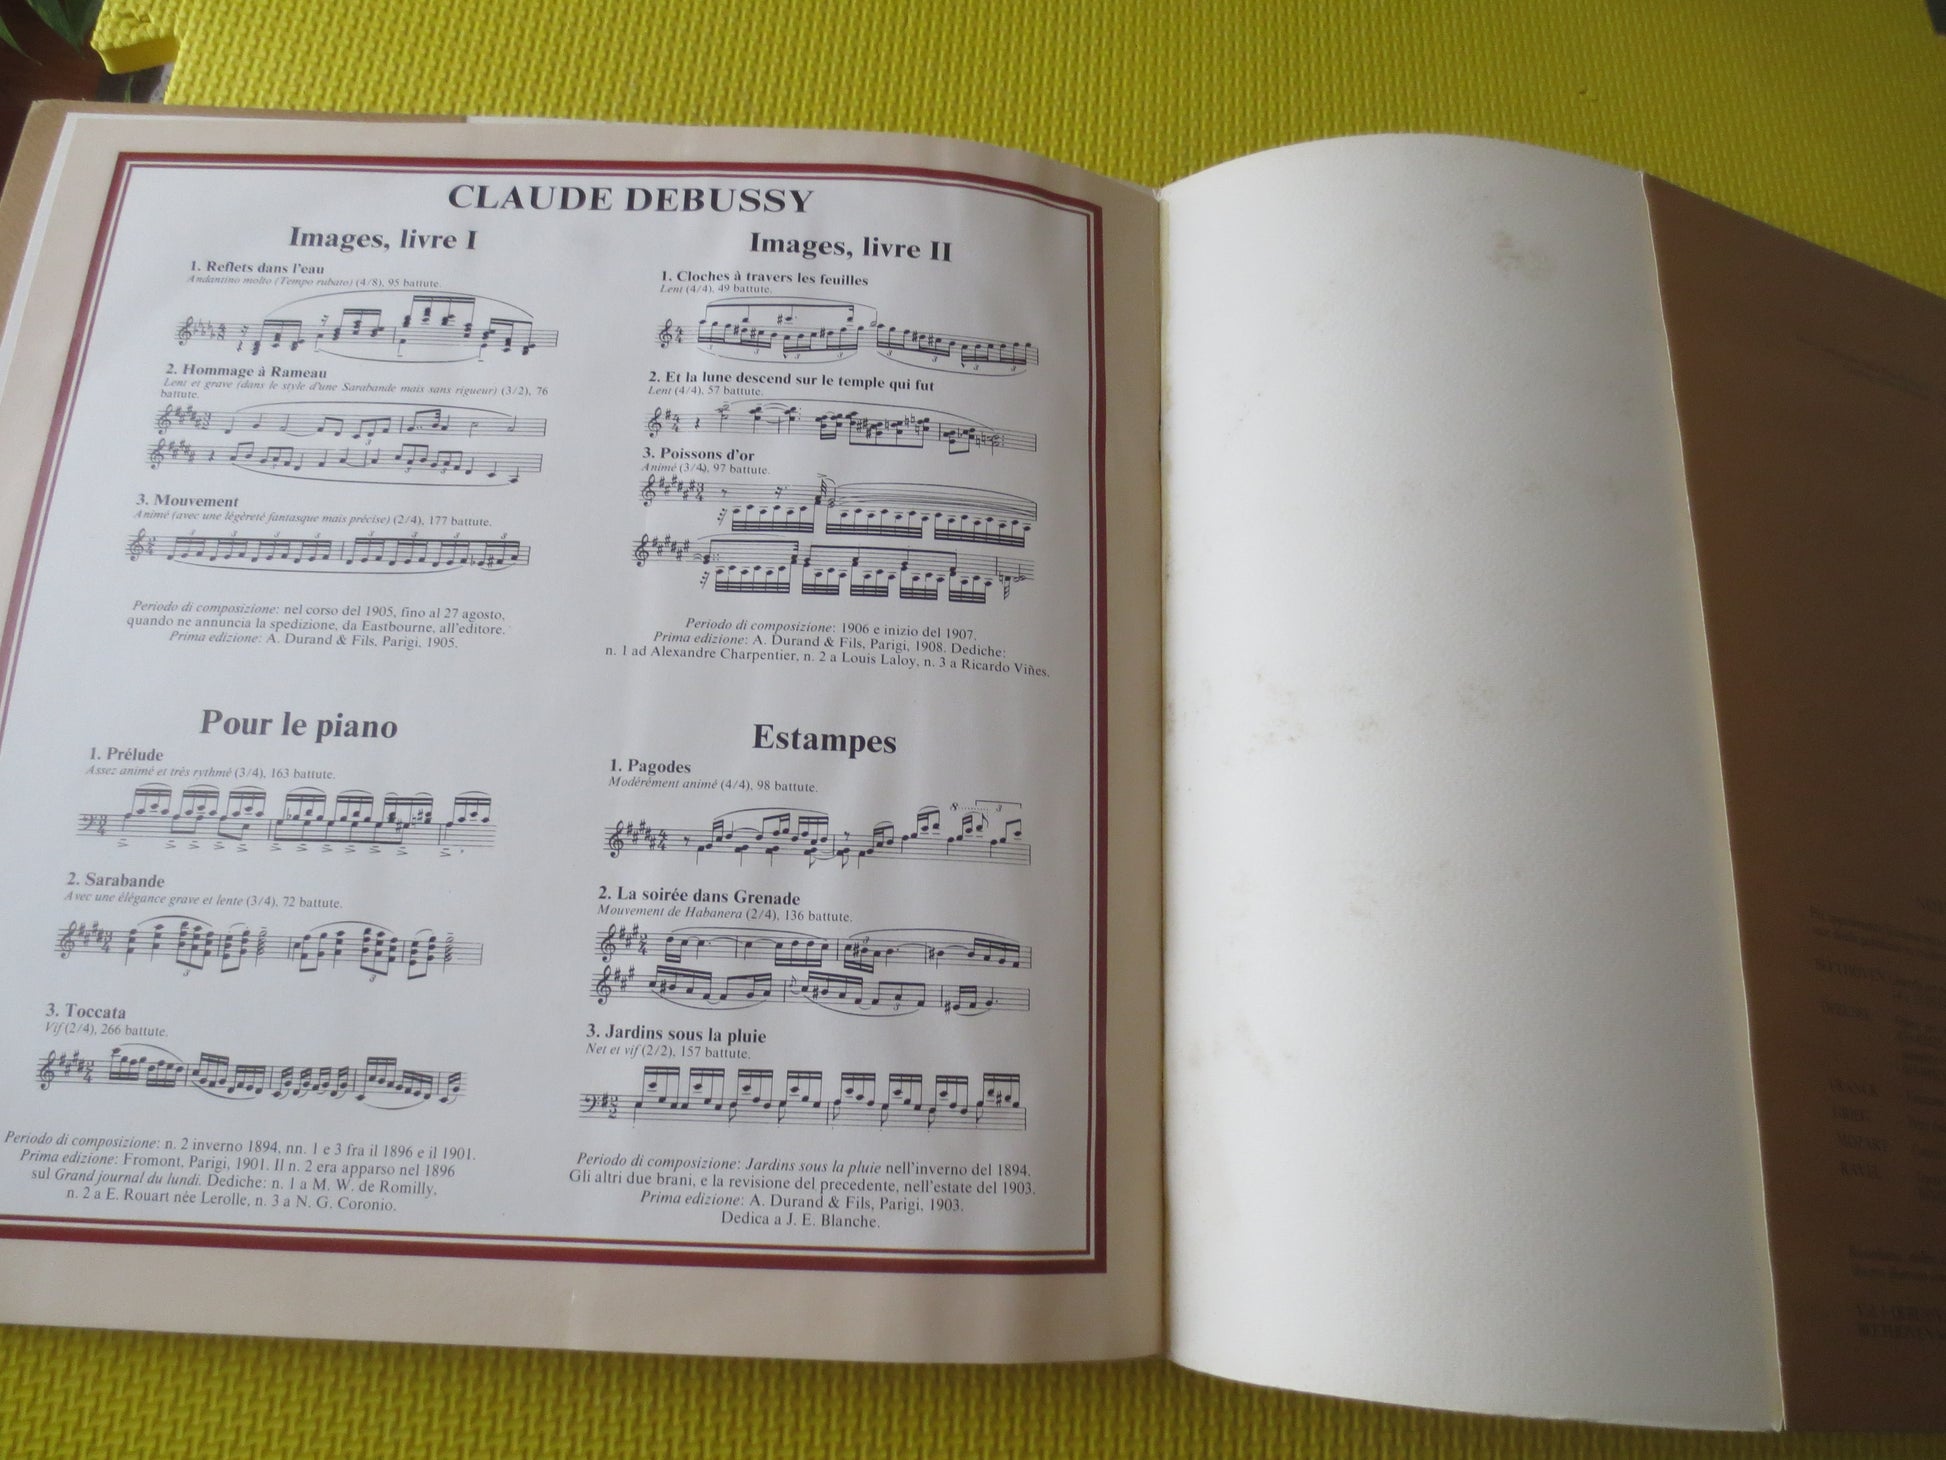 CLAUDE DEBUSSY
Images, livre I
1. Reflets dans l'eau
Andantino molto (Tempo rubato) (4/8), 95 battute.
2. Hommage à Rameau
Lent et grave (dans le style d'une Sarabande mais sans rigueur) (3/2), 76
battute.
3. Mouvement
Animé (avec une légèreté fantasque mais précise) (2/4), 177 battute.
Periodo di composizione: nel corso del 1905, fino al 27 agosto,
quando ne annuncia la spedizione, da Eastbourne, all'editore.
Prima edizione: A. Durand & Fils, Parigi, 1905.
Images, livre II
1. Cloches à travers les feuilles
Lent (4/4), 49 battute.
2. Et la lune descend sur le temple qui fut
Lent (4/4), 57 battute.
3. Poissons d'or
Animé (3/4), 97 battute.
Periodo di composizione: 1906 e inizio del 1907.
Prima edizione: A. Durand & Fils, Parigi, 1908. Dediche:
n. 1 ad Alexandre Charpentier, n. 2 a Louis Laloy, n. 3 a Ricardo Viñes.
Pour le piano
1. Prélude
Assez animé et très rythmé (3/4), 163 battute.
2. Sarabande
Avec une élégance grave et lente (3/4), 72 battute.
3. Toccata
Vif (2/4), 266 battute.
Periodo di composizione: n. 2 inverno 1894, nn. 1 e 3 fra il 1896 e il 1901.
Prima edizione: Fromont, Parigi, 1901. Il n. 2 era apparso nel 1896
sul Grand journal du lundi. Dediche: n. 1 a M. W. de Romilly,
n. 2 a E. Rouart née Lerolle, n. 3 a N. G. Coronio.
Estampes
1. Pagodes
Modérément animé (4/4), 98 battute.
2. La soirée dans Grenade
Mouvement de Habanera (2/4), 136 battute.
3. Jardins sous la pluie
Net et vif (2/2), 157 battute.
Periodo di composizione: Jardins sous la pluie nell'inverno del 1894.
Gli altri due brani, e la revisione del precedente, nell'estate del 1903.
Prima edizione: A. Durand & Fils, Parigi, 1903.
Dedica a J. E. Blanche.
BEETHOVEN
DEBUSSY
FRANCK
GRIEG
MOZART
RAVEL